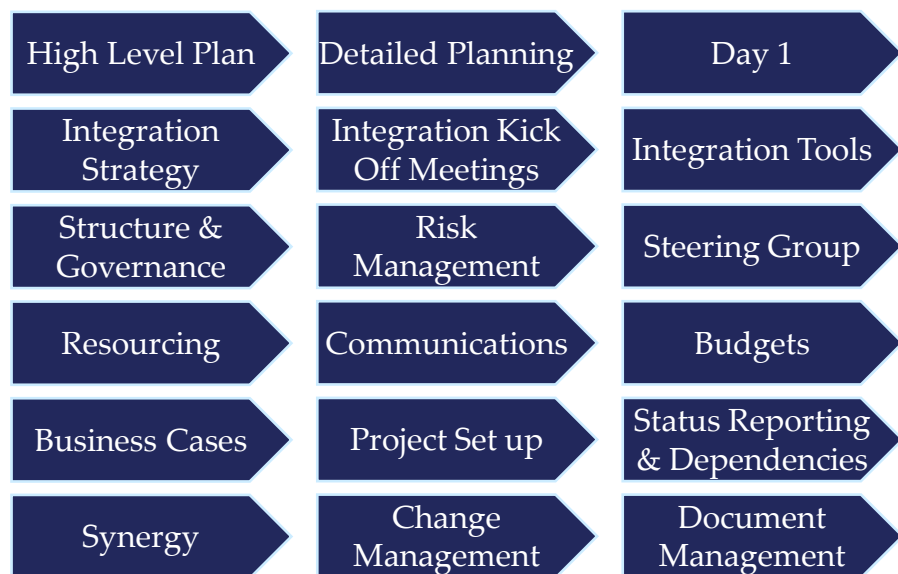 High Level Plan
Detailed Planning
Day 1
Integration
Strategy
Integration Kick
Off Meetings
Integration Tools
Structure &
Governance
Risk
Management
Steering Group
Resourcing
Communications
Budgets
Business Cases
Project Set up
Status Reporting
& Dependencies
Synergy
Change
Management
Document
Management